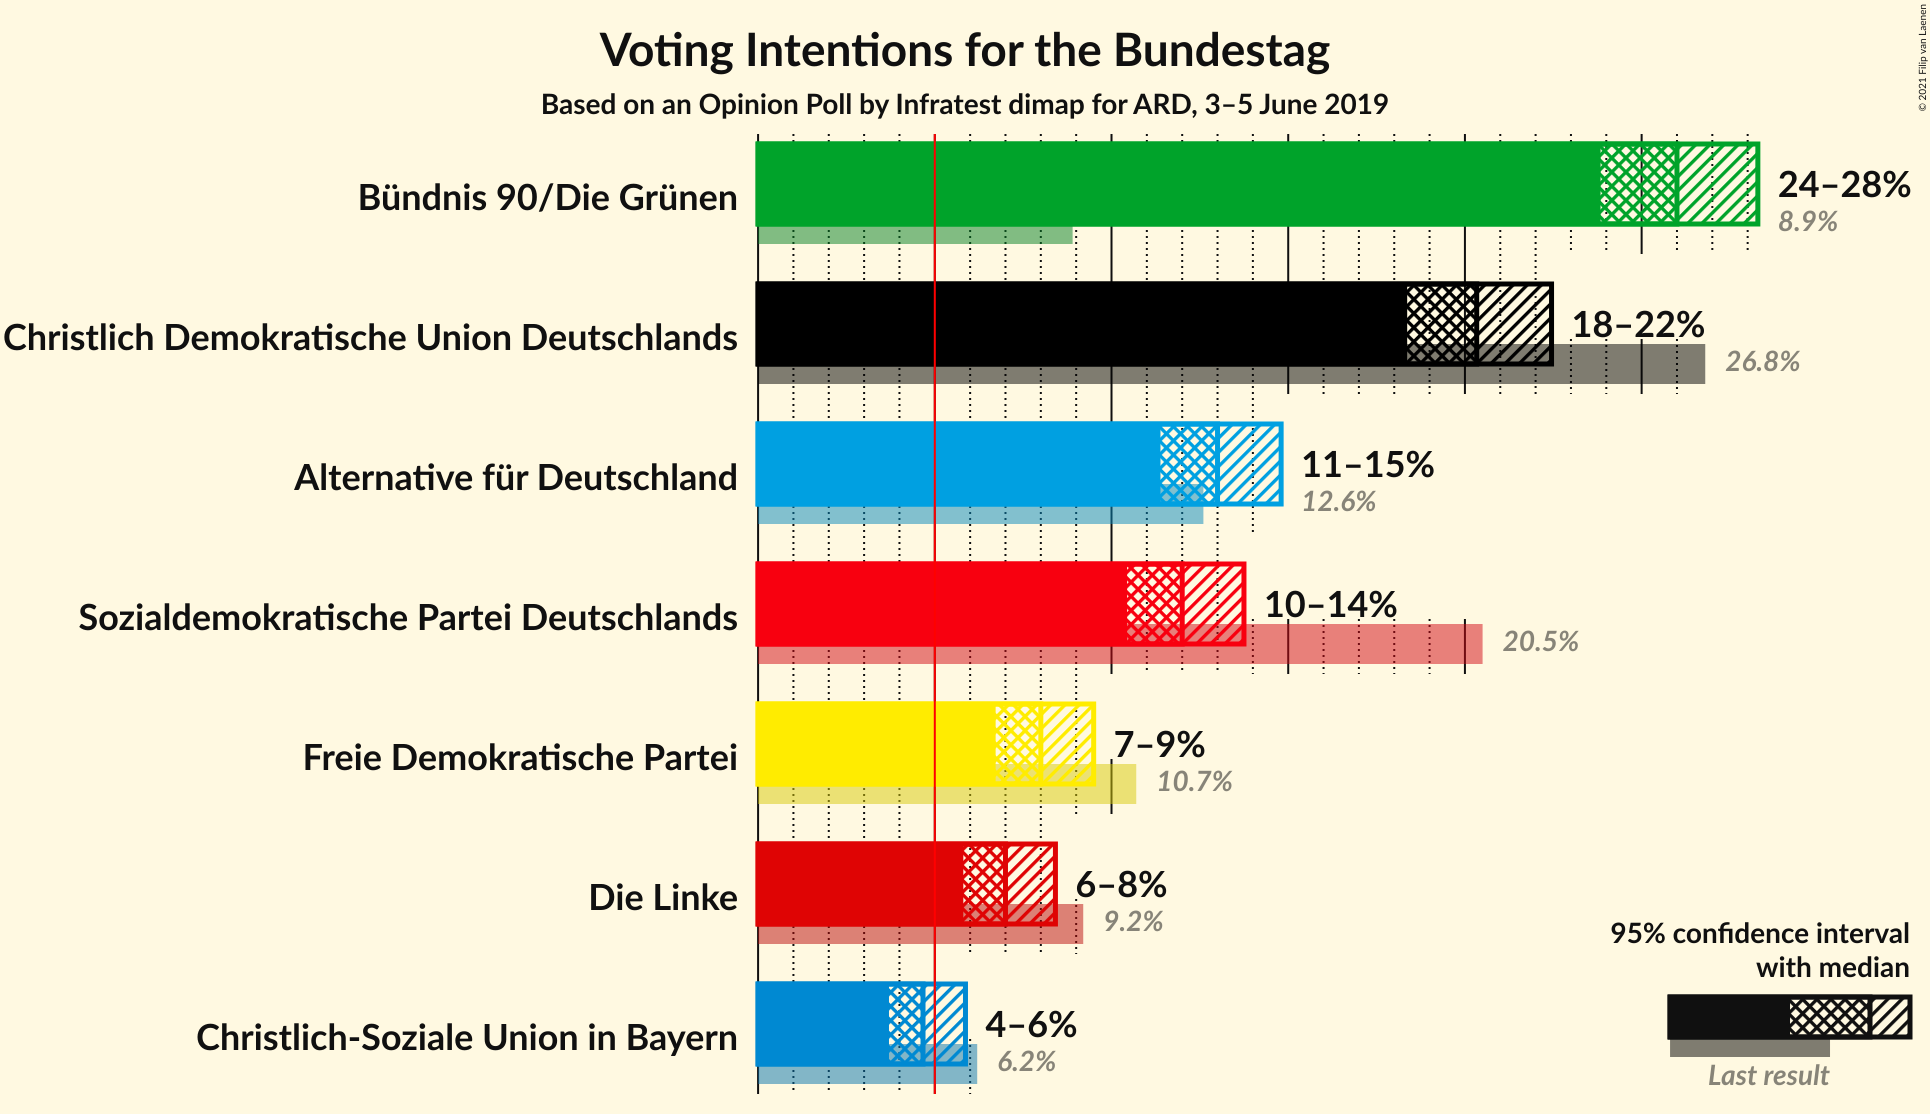 Voting Intentions for the Bundestag
Based on an Opinion Poll by Infratest dimap for ARD, 3–5 June 2019
© 2021 Filip van Laenen
Bündnis 90/Die Grünen
24–28%
8.9%
Christlich Demokratische Union Deutschlands
18–22%
26.8%
Alternative für Deutschland
11–15%
12.6%
Sozialdemokratische Partei Deutschlands
10–14%
20.5%
Freie Demokratische Partei
7–9%
10.7%
Die Linke
6–8%
9.2%
Christlich-Soziale Union in Bayern
4–6%
6.2%
95% confidence interval
with median
Last result